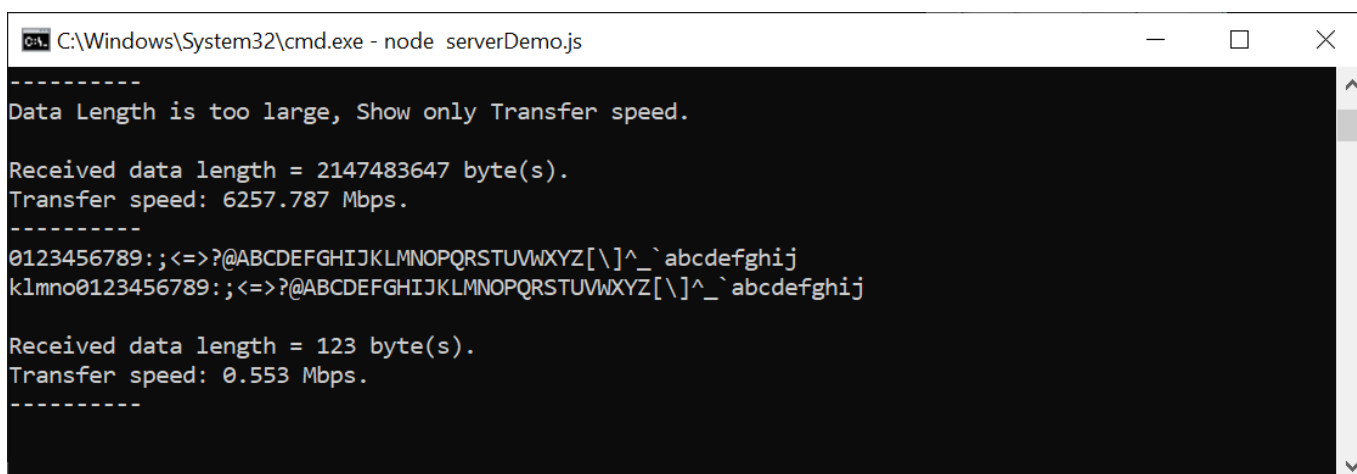 C:\Windows\System32\cmd.exe - node  serverDemo.js
----------
Data Length is too large, Show only Transfer speed.
Received data length = 2147483647 byte(s).
Transfer speed: 6257.787 Mbps.
----------
0123456789:;<=>?@ABCDEFGHIJKLMNOPQRSTUVWXYZ[\]^_`abcdefghij
klmno0123456789:;<=>?@ABCDEFGHIJKLMNOPQRSTUVWXYZ[\]^_`abcdefghij
Received data length = 123 byte(s).
Transfer speed: 0.553 Mbps.
----------